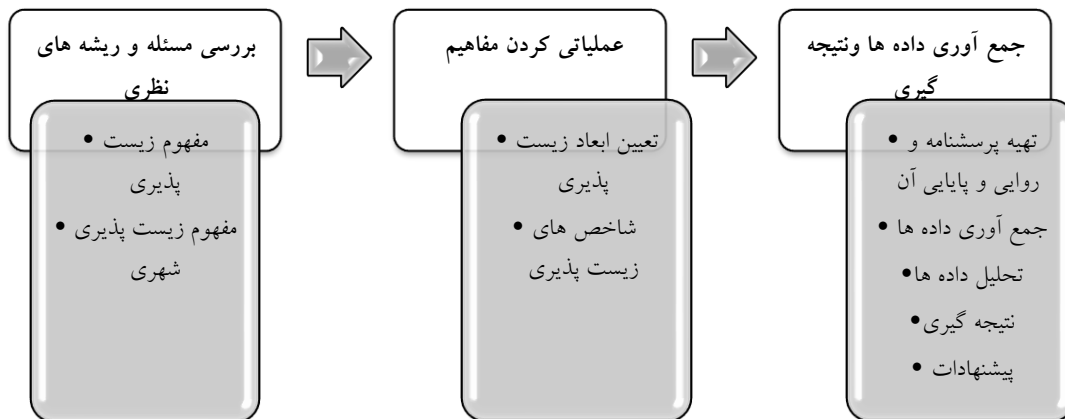 بررسی مسئله و ریشه های
نظری
• مفهوم زیست
پذیری
• مفهوم زیست پذیری
شهری
عملیاتی کردن مفاهیم
• تعیین ابعاد زیست
پذیری
• شاخص های
زیست پذیری
جمع آوری داده ها ونتیجه
گیری
• تهیه پرسشنامه و
روایی و پایایی آن
• جمع آوری داده ها
• تحلیل داده ها
• نتیجه گیری
• پیشنهادات